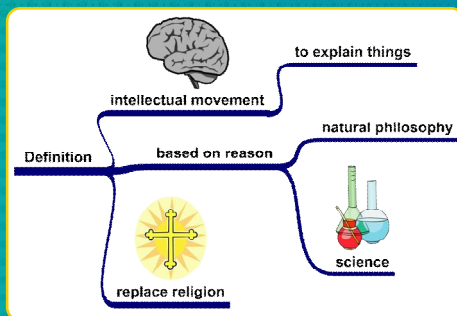 to explain things
intellectual movement
natural philosophy
Definition
based on reason
science
replace religion